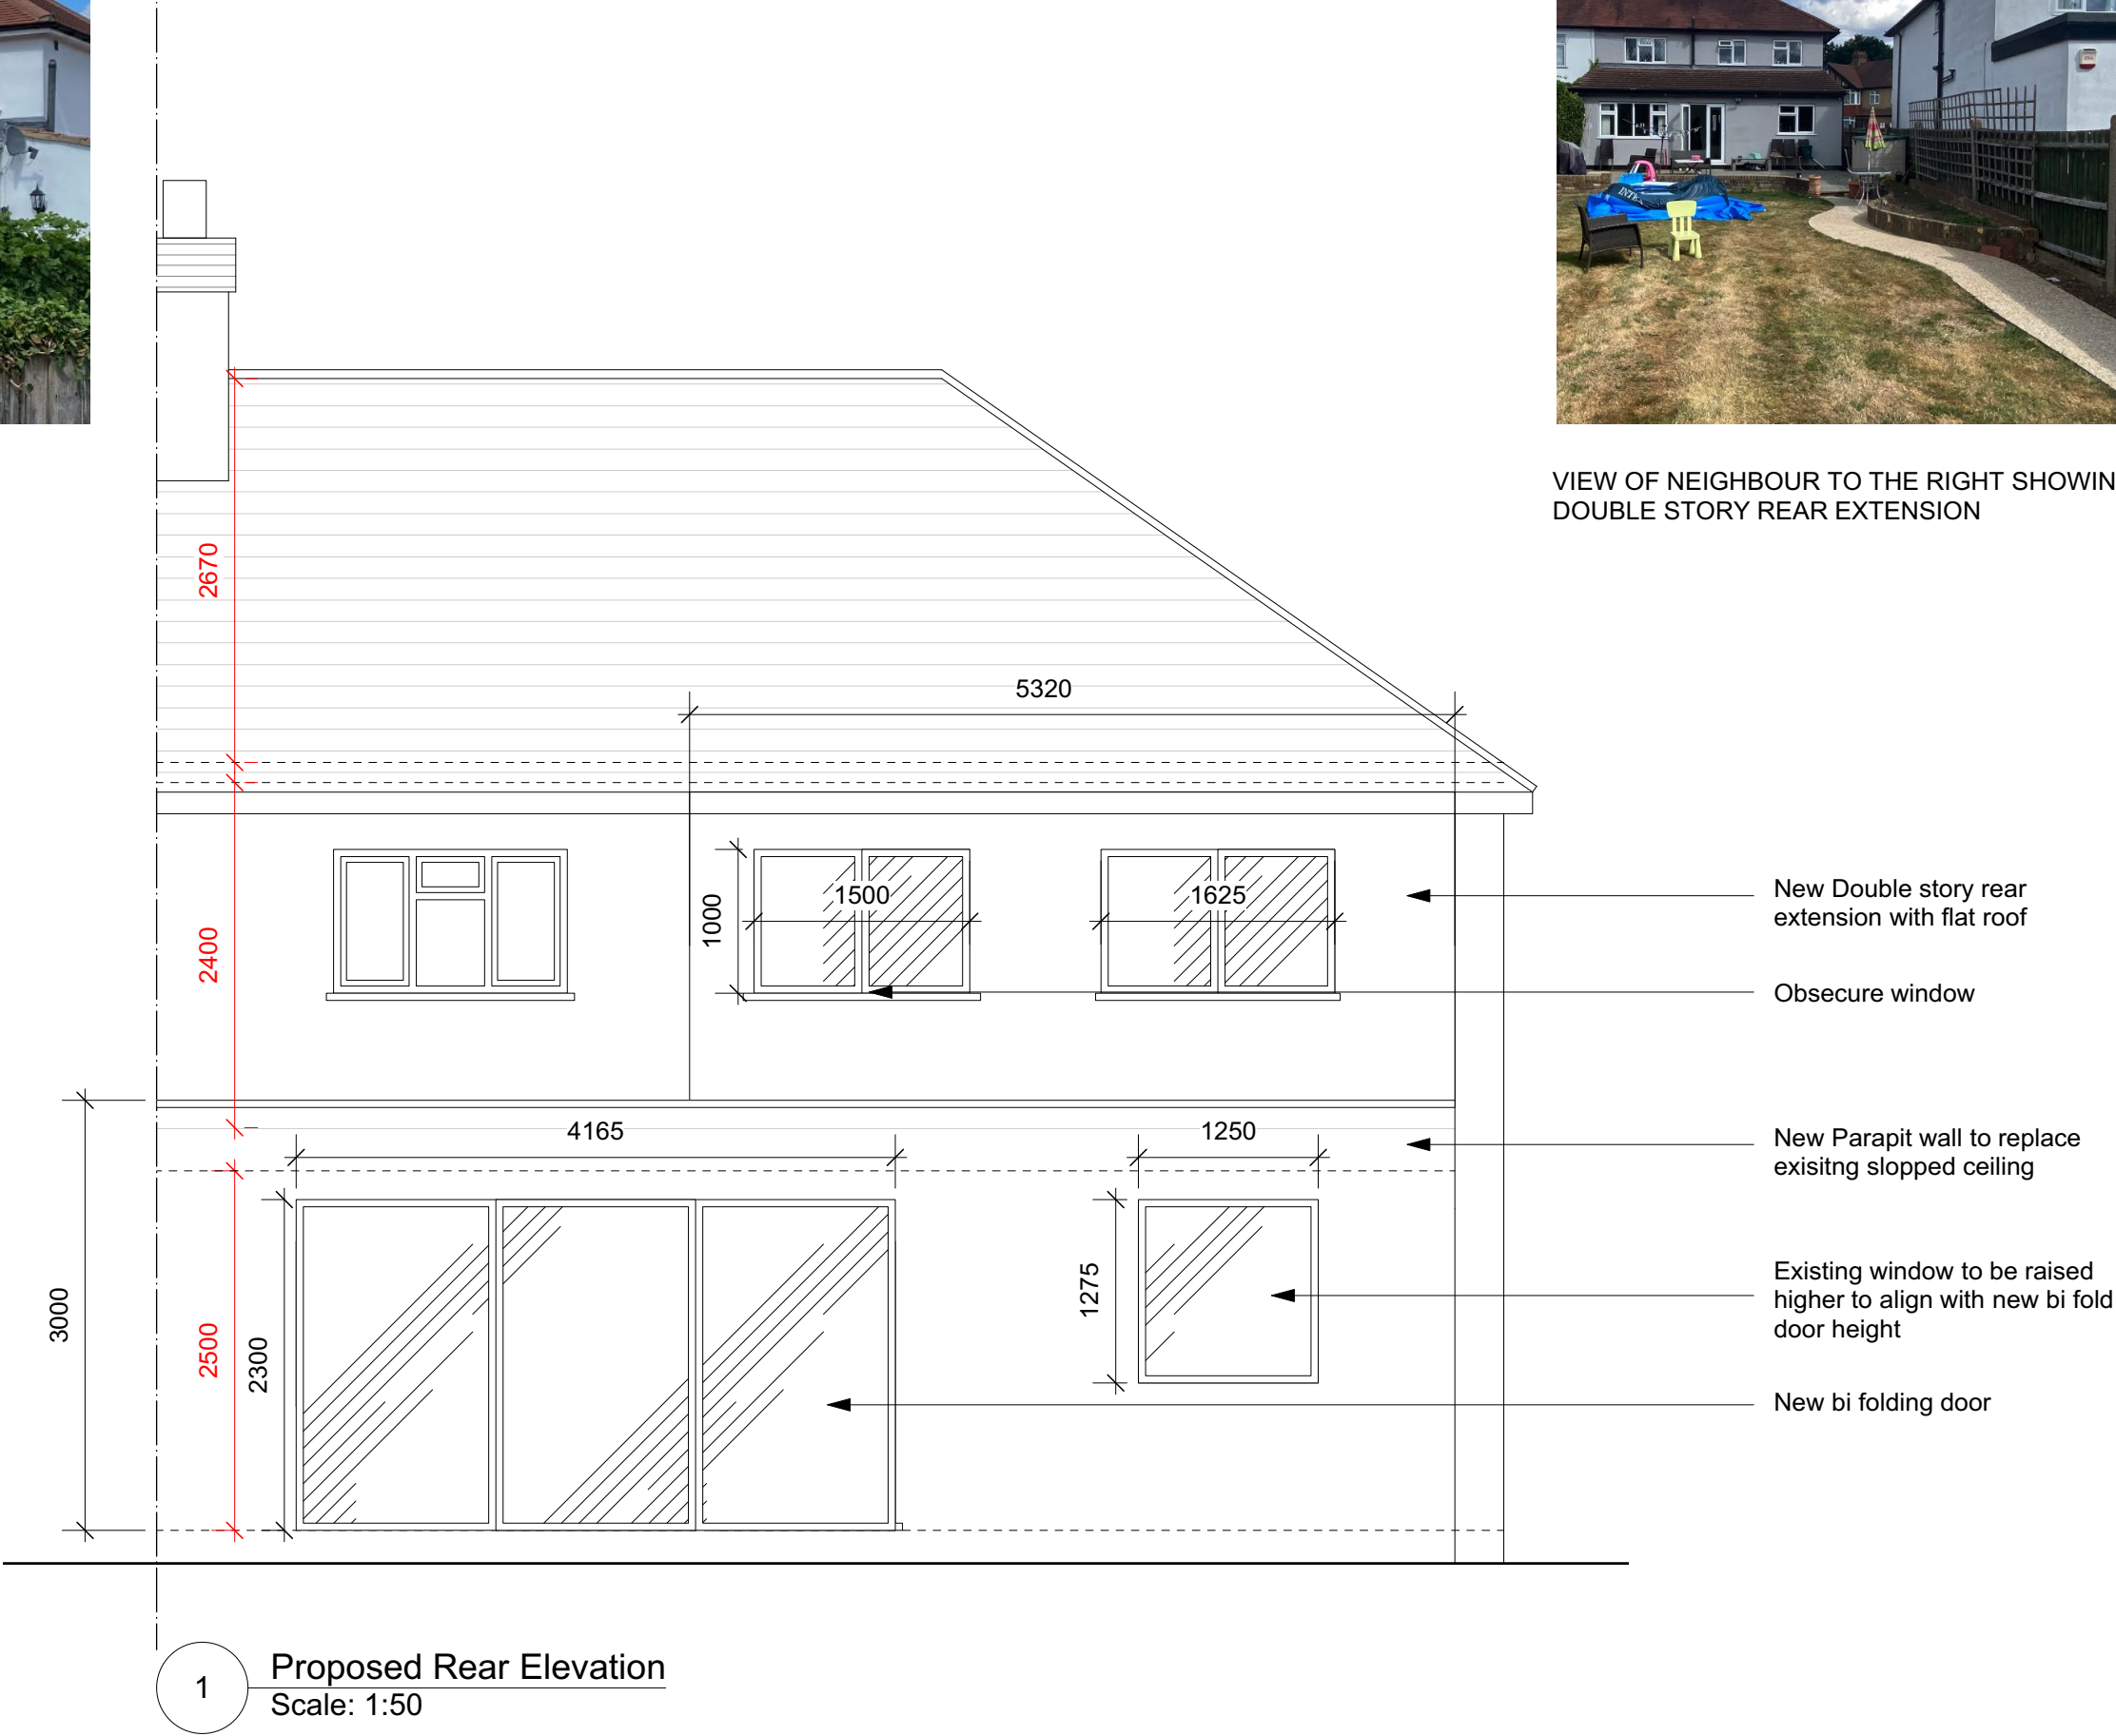 VIEW OF NEIGHBOUR TO THE RIGHT SHOWIN
DOUBLE STORY REAR EXTENSION
2670
5320
1000
1500
1625
New Double story rear
extension with flat roof
2400
Obsecure window
4165
1250
New Parapit wall to replace
exisitng slopped ceiling
3000
2500
2300
1275
Existing window to be raised
higher to align with new bi fold
door height
New bi folding door
1
Proposed Rear Elevation
Scale: 1:50